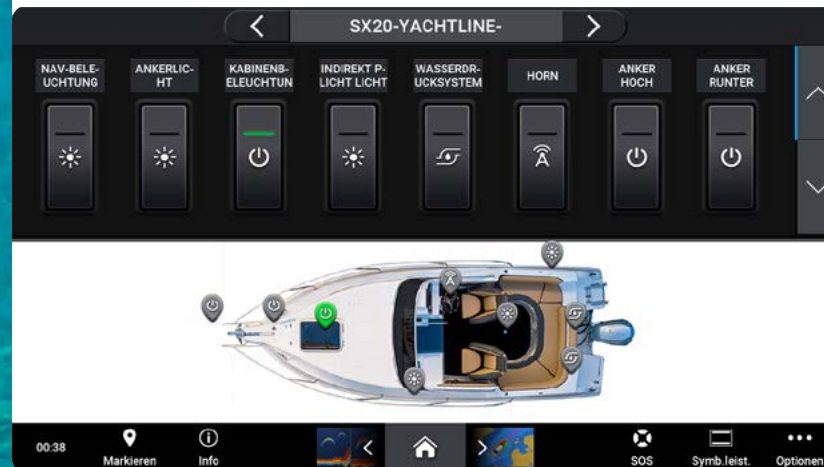 SX20-YACHTLINE-
NAV-BELE-
UCHTUNG
ANKERLIC-
HT
KABINENB-
ELEUCHTUN
INDIREKT P-
LICHT LICHT
WASSERDR-
UCKSYSTEM
HORN
ANKER
HOCH
ANKER
RUNTER
00:38
Markieren
Info
SOS
Symb.leist.
Optionen